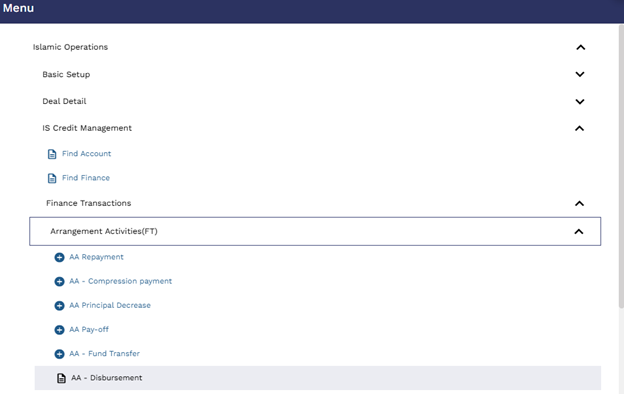 Menu
Islamic Operations
Basic Setup
Deal Detail
IS Credit Management
Find Account
Find Finance
Finance Transactions
Arrangement Activities(FT)
AA Repayment
AA - Compression payment
AA Principal Decrease
AA Pay-off
AA - Fund Transfer
AA - Disbursement